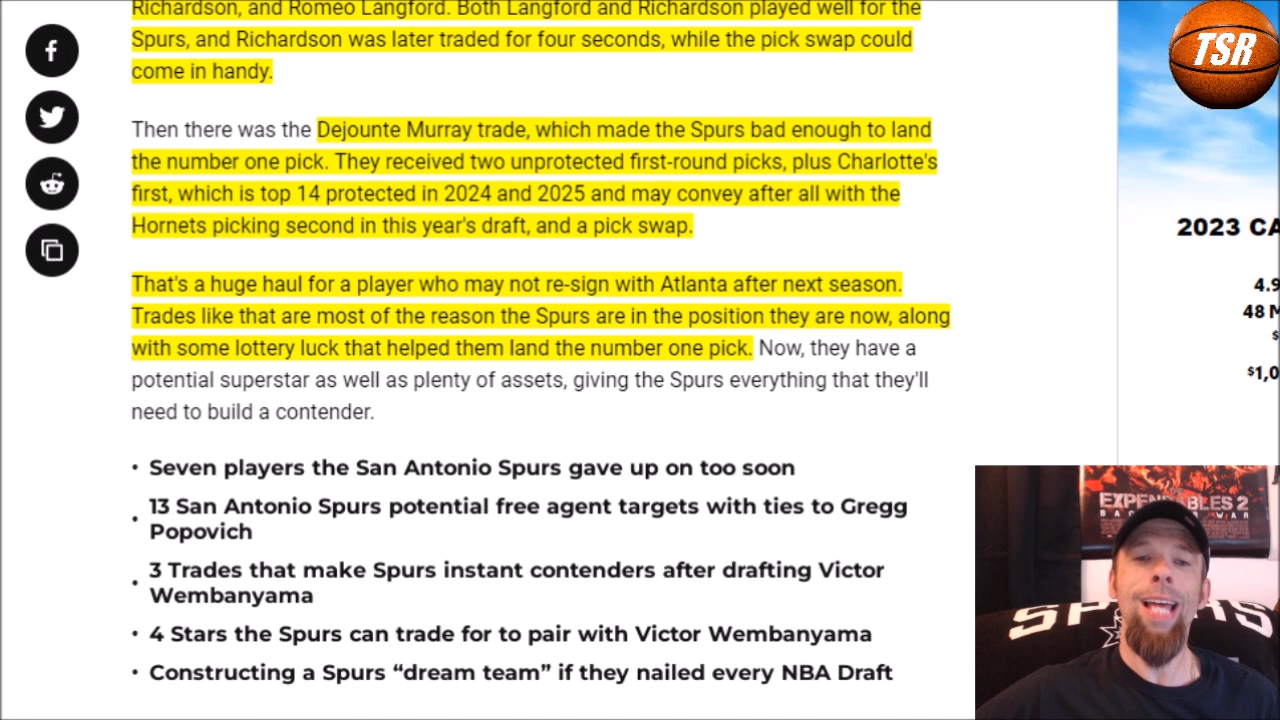 Richardson, and Romeo Langford. Both Langford and Richardson played well for the
Spurs, and Richardson was later traded for four seconds, while the pick swap could
come in handy.
Then there was the Dejounte Murray trade, which made the Spurs bad enough to land
the number one pick. They received two unprotected first-round picks, plus Charlotte's
first, which is top 14 protected in 2024 and 2025 and may convey after all with the
Hornets picking second in this year's draft, and a pick swap.
That's a huge haul for a player who may not re-sign with Atlanta after next season.
Trades like that are most of the reason the Spurs are in the position they are now, along
with some lottery luck that helped them land the number one pick. Now, they have a
potential superstar as well as plenty of assets, giving the Spurs everything that they'll
need to build a contender.
• Seven players the San Antonio Spurs gave up on too soon
• 13 San Antonio Spurs potential free agent targets with ties to Gregg
Popovich
• 3 Trades that make Spurs instant contenders after drafting Victor
Wembanyama
• 4 Stars the Spurs can trade for to pair with Victor Wembanyama
• Constructing a Spurs “dream team” if they nailed every NBA Draft
TSR
2023 CA
4.9
48 M
$
$1,0
EXPENDABLES 2
SPURS